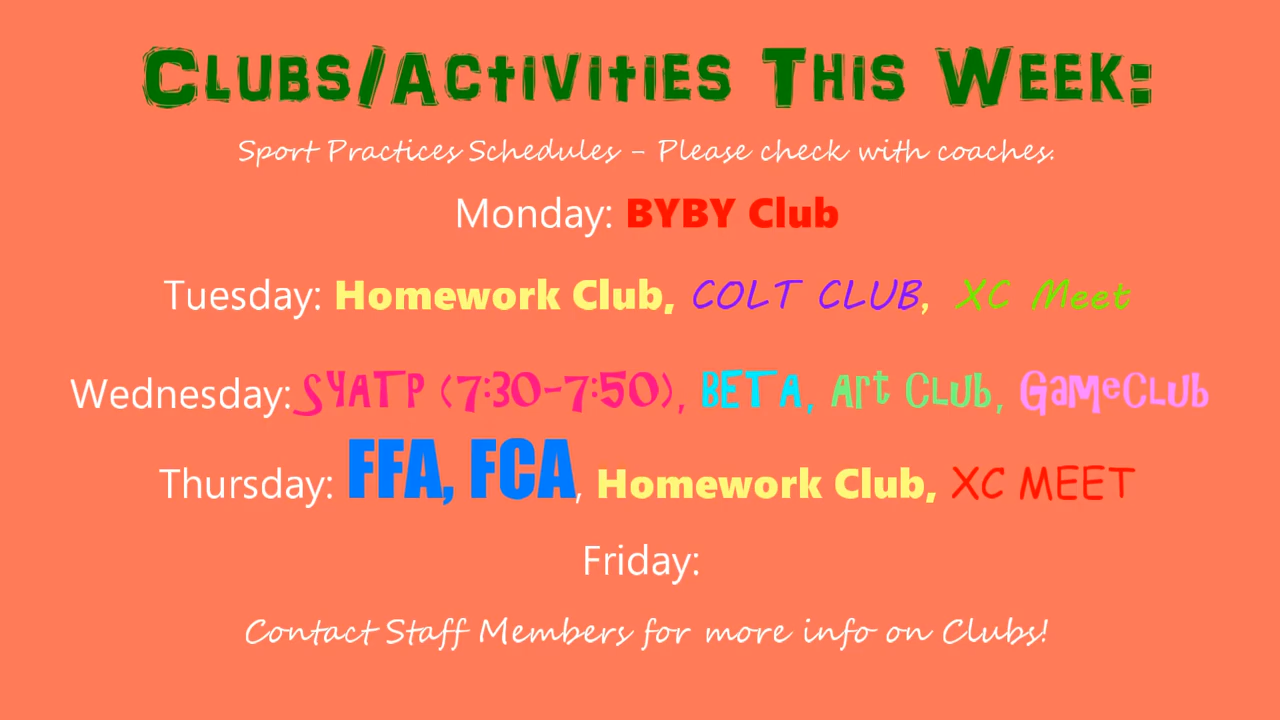 Clubs/Activities This Week:
Sport Practices Schedules - Please check with coaches.
Monday: BYBY Club
Tuesday: Homework Club, COLT CLUB, XC Meet
Wednesday: SYATP (7:30-7:50), BETA, Art Club, GameClub
Thursday: FFA, FCA, Homework Club, XC MEET
Friday:
Contact Staff Members for more info on Clubs!